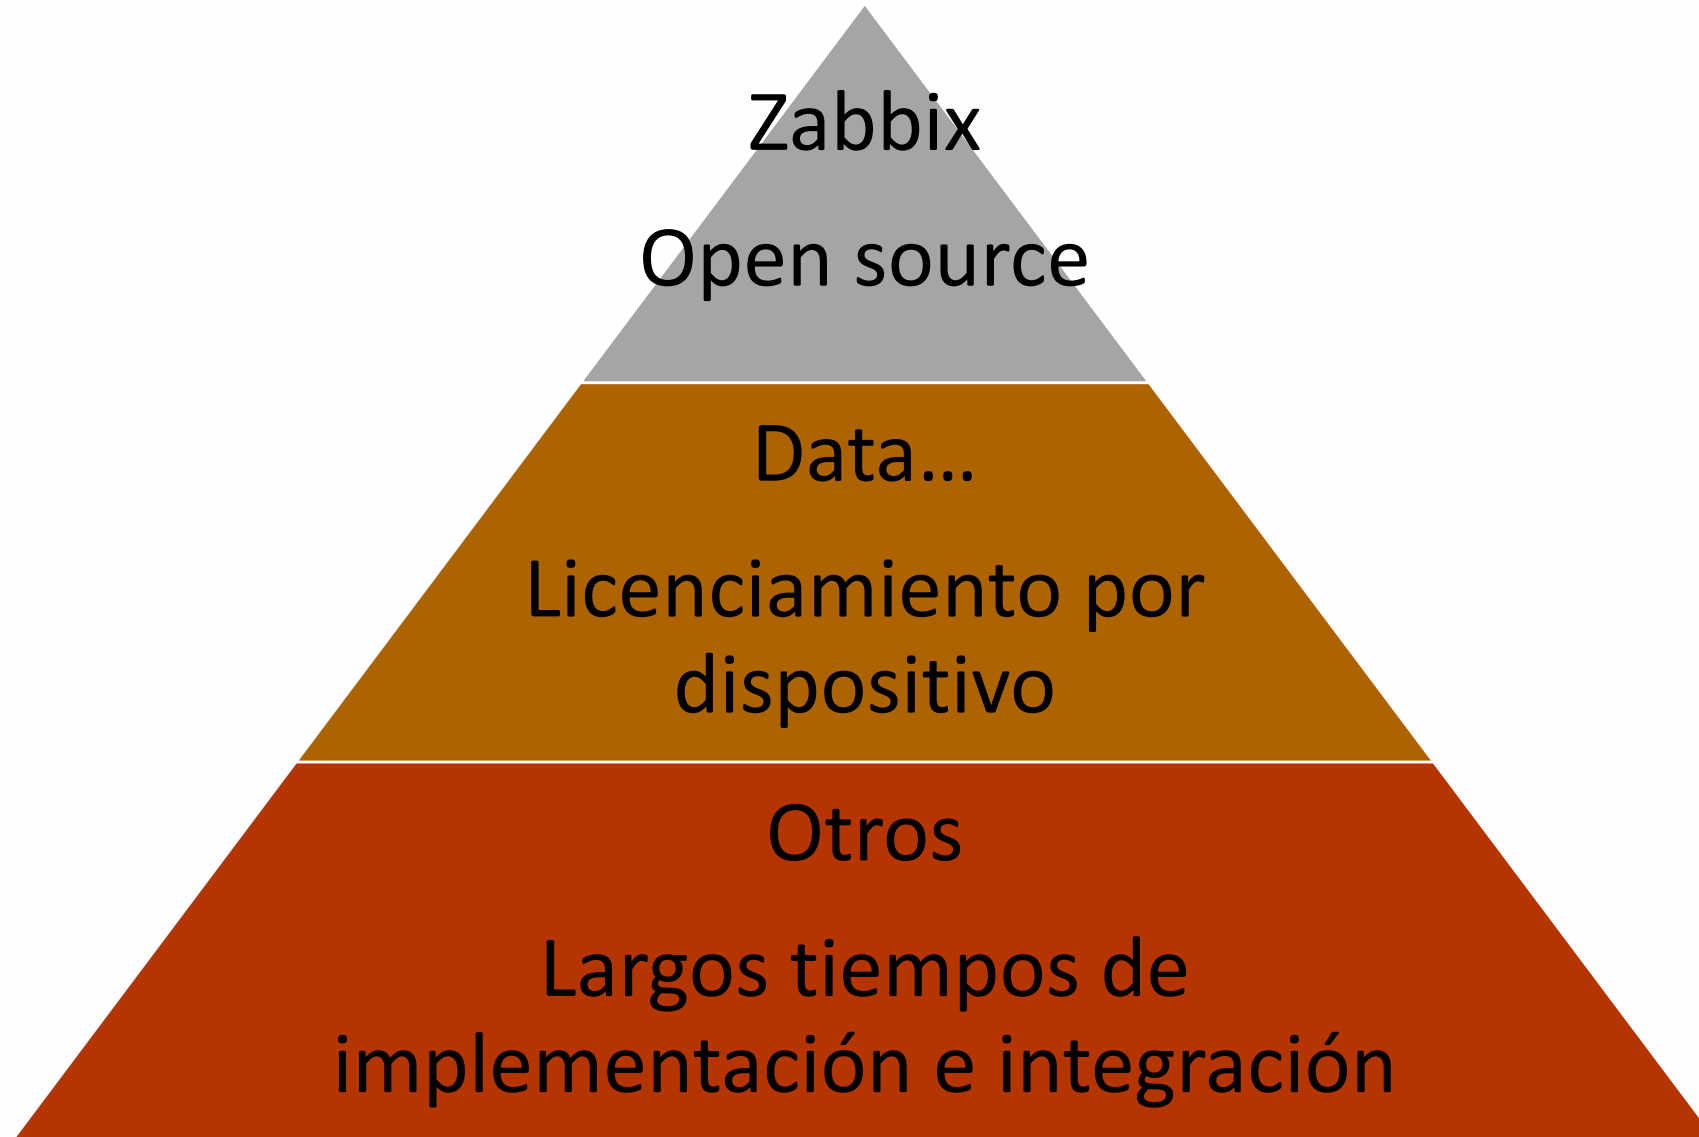 Zabbix
Open source
Data...
Licenciamiento por
dispositivo
Otros
Largos tiempos de
implementación e integración